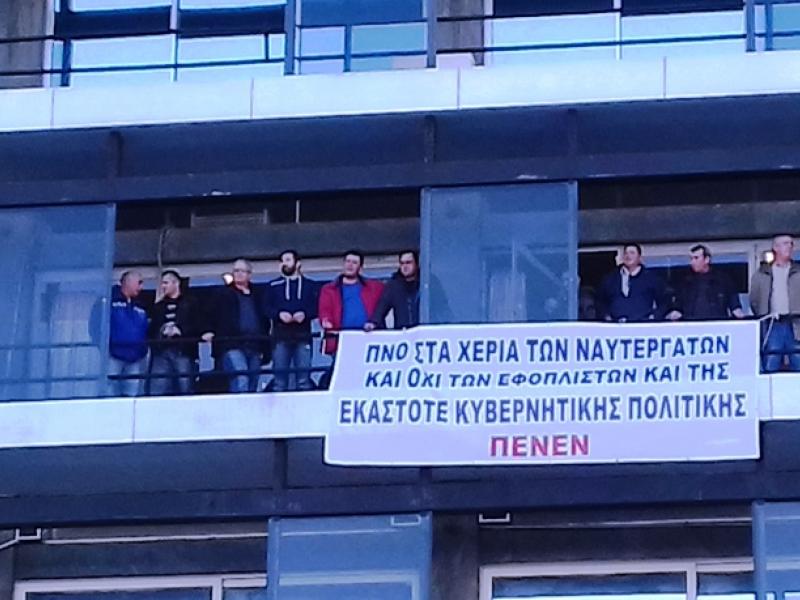 ΠΝΟ ΣΤΑ ΧΕΡΙΑ ΤΩΝ ΝΑΥΤΕΡΓΑΤΩΝ
ΚΑΙ ΟΧΙ ΤΩΝ ΕΦΟΠΛΙΣΤΩΝ ΚΑΙ ΤΗΣ
ΕΚΑΣΤΟΤΕ ΚΥΒΕΡΝΗΤΙΚΗΣ ΠΟΛΙΤΙΚΗΣ
ΠΕΝΕΝ